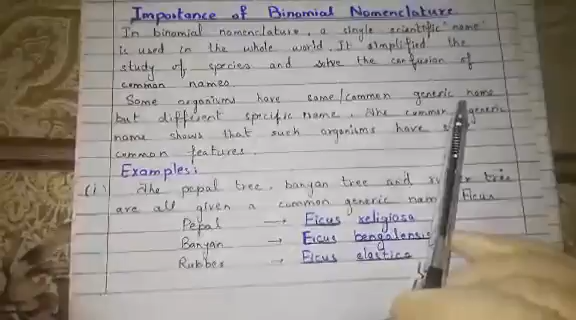 Importance of Binomial Nomenclature
In binomial nomenclature, a single scientific "name"
is used in the whole world. It simplified the
study of species and solve the confusion of
common names.
Some organisms have same/common generic name
but different specific name. The common generic
name shows that such organisms have
common features.
Examples:
(i) The pepal tree, banyan tree and tree
are all given a common generic name Ficus
Pepal → Ficus religiosa
Banyan → Ficus bengalensis
Rubber → Ficus elastica